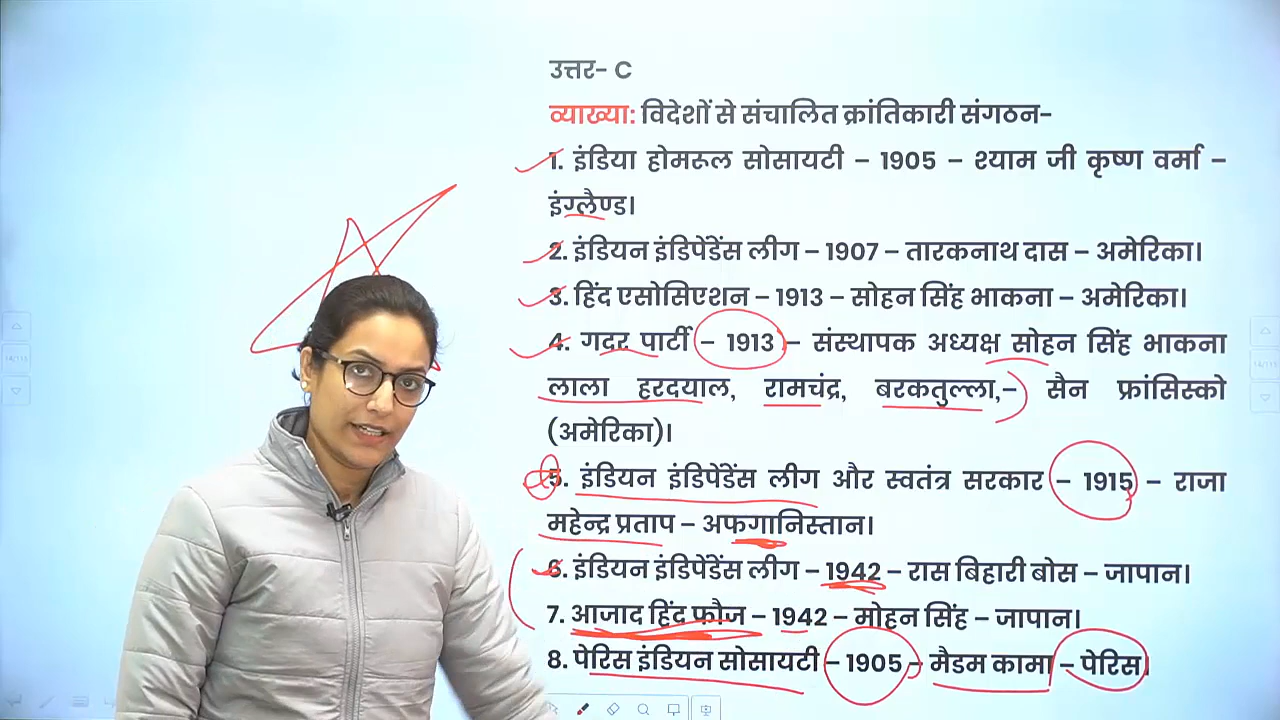 उत्तर- C
व्याख्या: विदेशों से संचालित क्रांतिकारी संगठन-
1. इंडिया होमरूल सोसायटी – 1905 – श्याम जी कृष्ण वर्मा –
इंग्लैण्ड।
2. इंडियन इंडिपेंडेंस लीग – 1907 – तारकनाथ दास – अमेरिका।
3. हिंद एसोसिएशन – 1913 – सोहन सिंह भाकना – अमेरिका।
4. गदर पार्टी – 1913 – संस्थापक अध्यक्ष सोहन सिंह भाकना
लाला हरदयाल, रामचंद्र, बरकतुल्ला,– सैन फ्रांसिस्को
(अमेरिका)।
5. इंडियन इंडिपेंडेंस लीग और स्वतंत्र सरकार – 1915 – राजा
महेन्द्र प्रताप – अफगानिस्तान।
6. इंडियन इंडिपेंडेंस लीग – 1942 – रास बिहारी बोस – जापान।
7. आजाद हिंद फौज – 1942 – मोहन सिंह – जापान।
8. पेरिस इंडियन सोसायटी – 1905 – मैडम कामा – पेरिस।